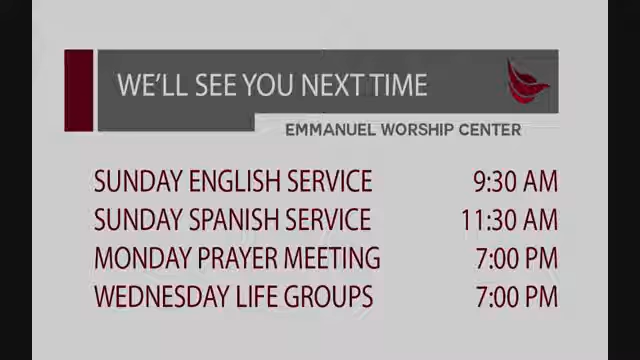 WE'LL SEE YOU NEXT TIME
EMMANUEL WORSHIP CENTER
SUNDAY ENGLISH SERVICE 9:30 AM
SUNDAY SPANISH SERVICE 11:30 AM
MONDAY PRAYER MEETING 7:00 PM
WEDNESDAY LIFE GROUPS 7:00 PM